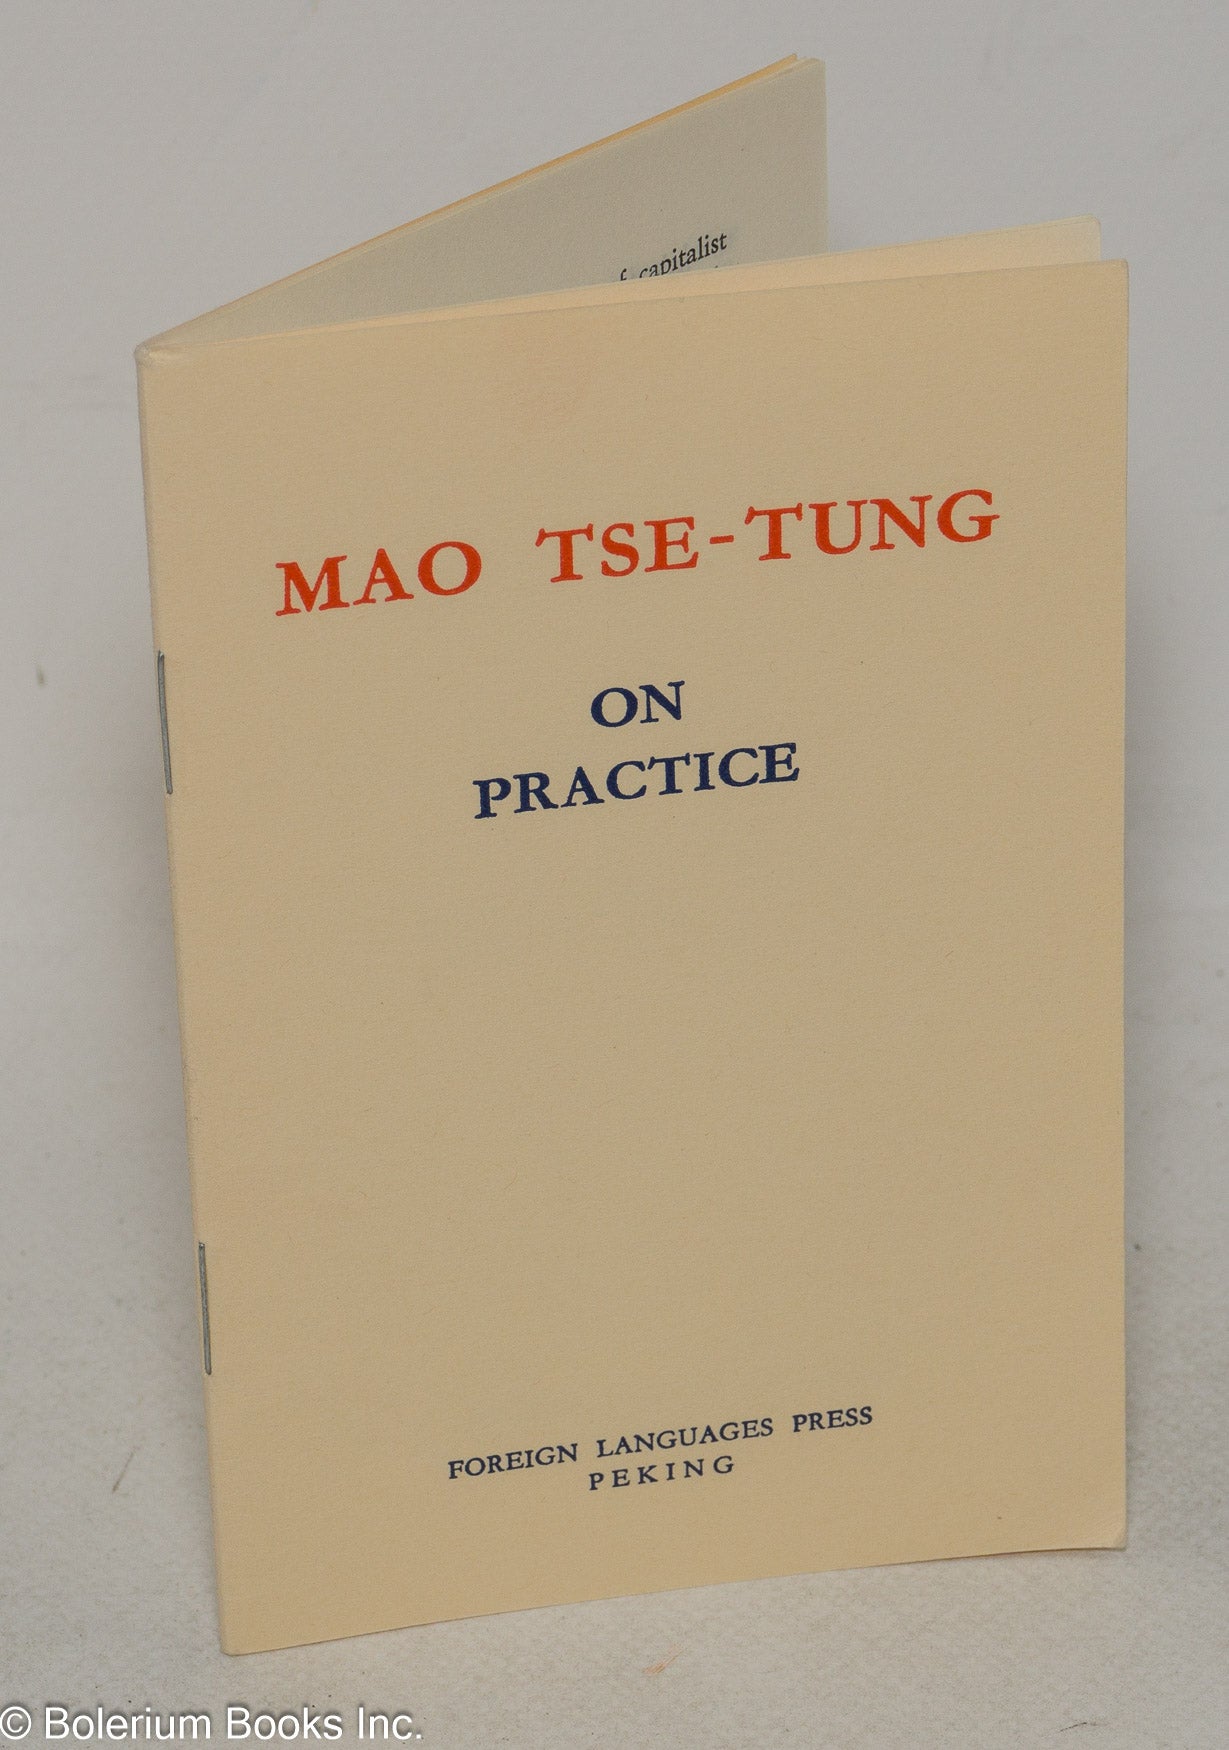 capitalist
MAO TSE-TUNG
ON
PRACTICE
FOREIGN LANGUAGES PRESS
PEKING
© Bolerium Books Inc.